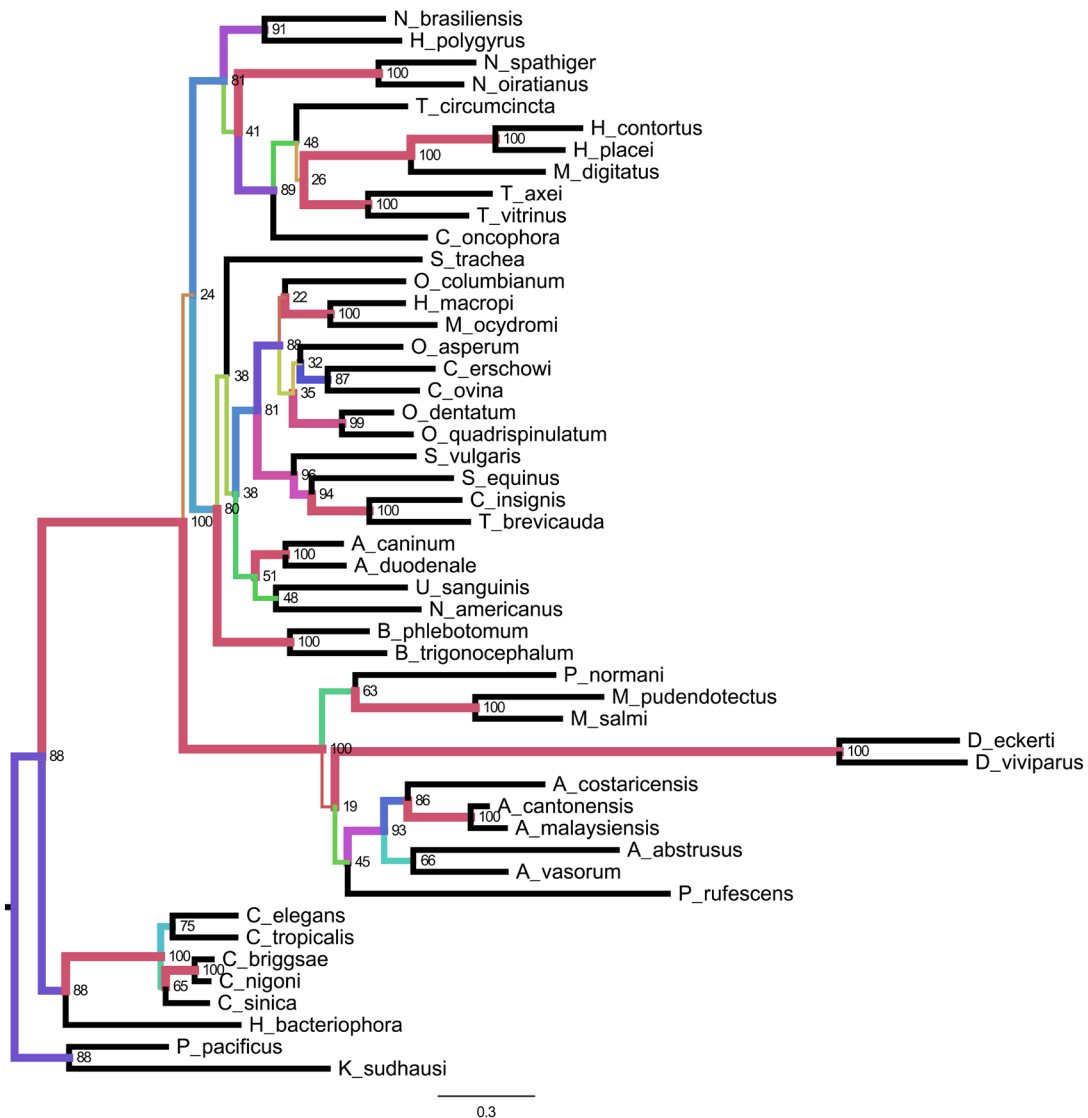 N_brasiliensis
91
H_polygyrus
81
N_spathiger
100
N_oiratianus
41
T_circumcincta
48
H_contortus
100
H_placei
100
M_digitatus
26
89
T_axei
100
T_vitrinus
C_oncophora
24
S_trachea
38
O_columbianum
22
H_macropi
100
M_ocydromi
88
O_asperum
32
C_erschowi
87
C_ovina
35
O_dentatum
99
O_quadrispinulatum
81
S_vulgaris
96
S_equinus
94
C_insignis
100
T_brevicauda
38
80
100
A_caninum
100
A_duodenale
51
U_sanguinis
48
N_americanus
B_phlebotomum
100
B_trigonocephalum
P_normani
63
M_pudendotectus
100
M_salmi
100
D_eckerti
100
D_viviparus
88
19
A_costaricensis
86
A_cantonensis
100
A_malaysiensis
93
A_abstrusus
66
A_vasorum
45
P_rufescens
C_elegans
75
C_tropicalis
100
C_briggsae
100
C_nigoni
65
C_sinica
88
H_bacteriophora
P_pacificus
88
K_sudhausi
0.3